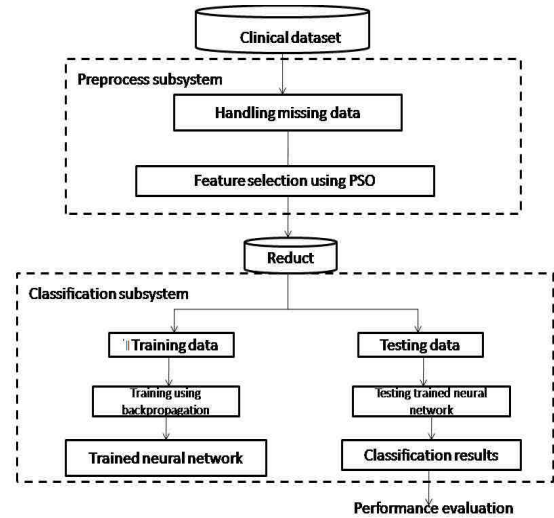 Clinical dataset
Preprocess subsystem
Handling missing data
Feature selection using PSO
Reduct
Classification subsystem
Training data
Testing data
Training using
backpropagation
Testing trained neural
network
Trained neural network
Classification results
Performance evaluation